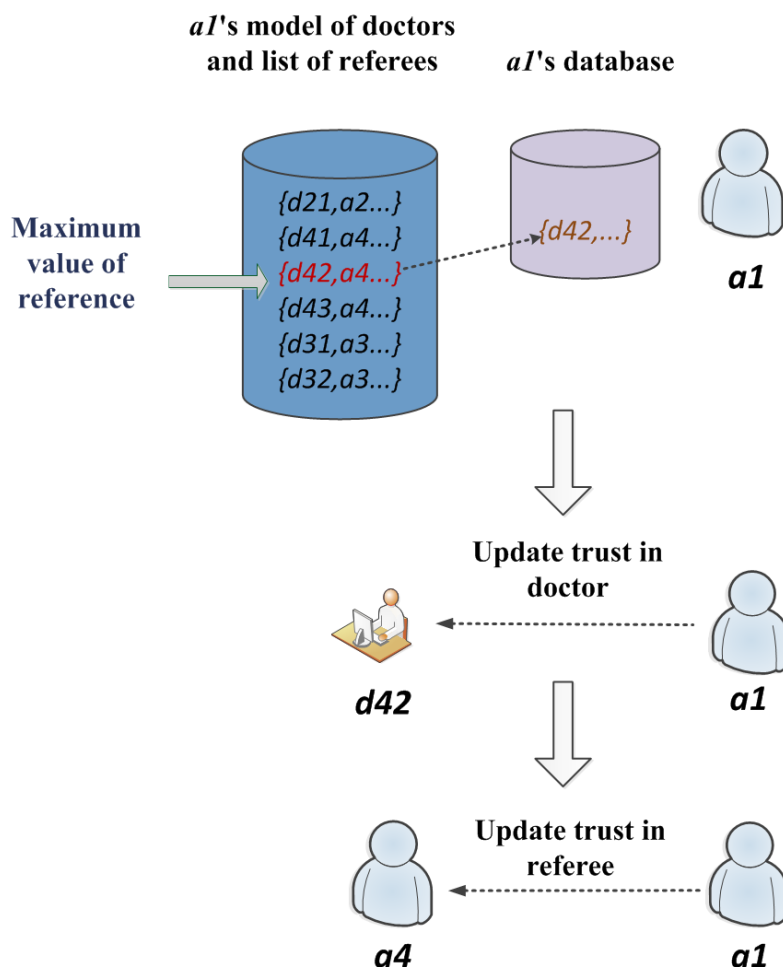 a1's model of doctors
and list of referees
a1's database
{d21,a2...}
{d41,a4...}
{d42,a4...}
{d43,a4...}
{d31,a3...}
{d32,a3...}
{d42,...}
Maximum
value of
reference
a1
Update trust in
doctor
d42
a1
Update trust in
referee
a4
a1